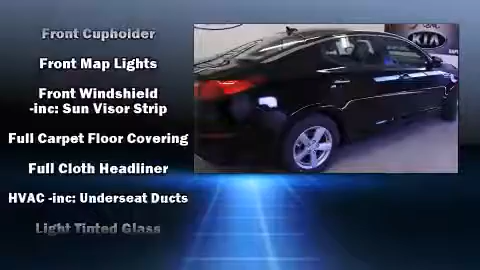 Front Cupholder
Front Map Lights
Front Windshield
-inc: Sun Visor Strip
Full Carpet Floor Covering
Full Cloth Headliner
HVAC -inc: Underseat Ducts
Light Tinted Glass
KIA